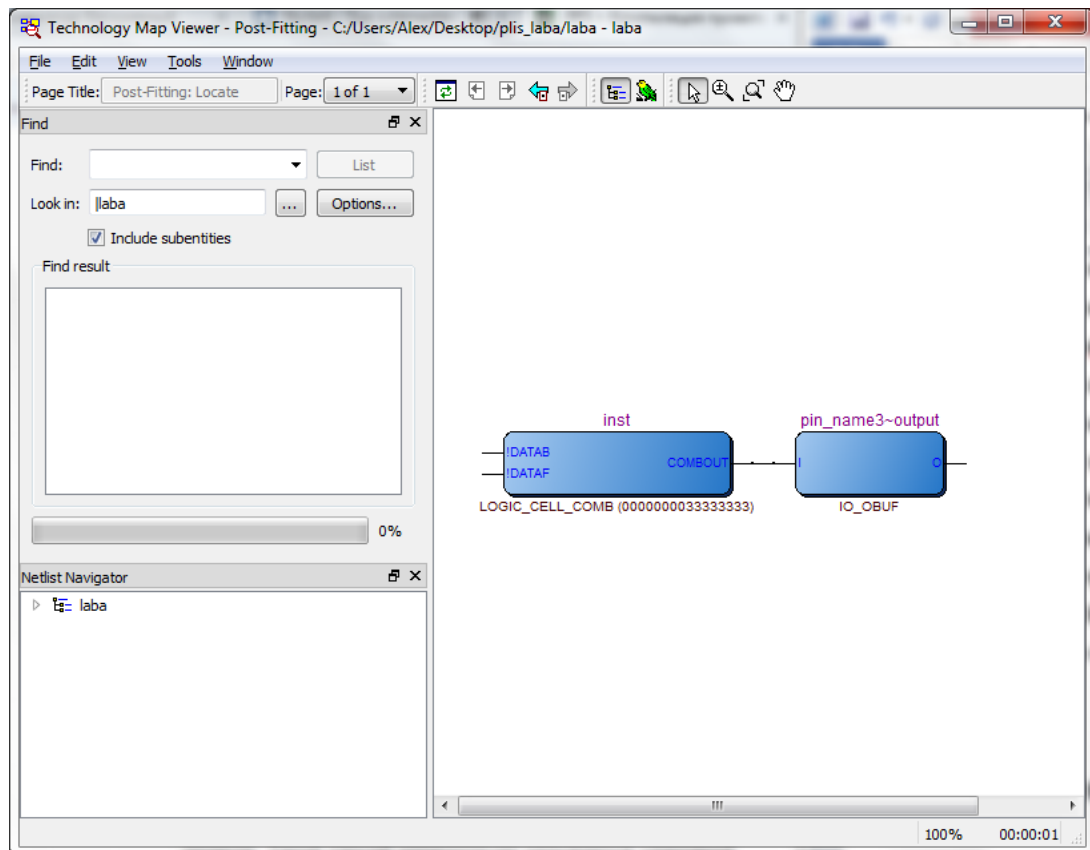 Technology Map Viewer - Post-Fitting - C:/Users/Alex/Desktop/plis_laba/laba - laba
File Edit View Tools Window
Page Title: Post-Fitting: Locate Page: 1 of 1
Find
Find: List
Look in: |laba ... Options...
Include subentities
Find result
0%
Netlist Navigator
laba
inst
pin_name3~output
!DATAB
!DATAF
COMBOUT
I
O
LOGIC_CELL_COMB (0000000033333333)
IO_OBUF
100% 00:00:01